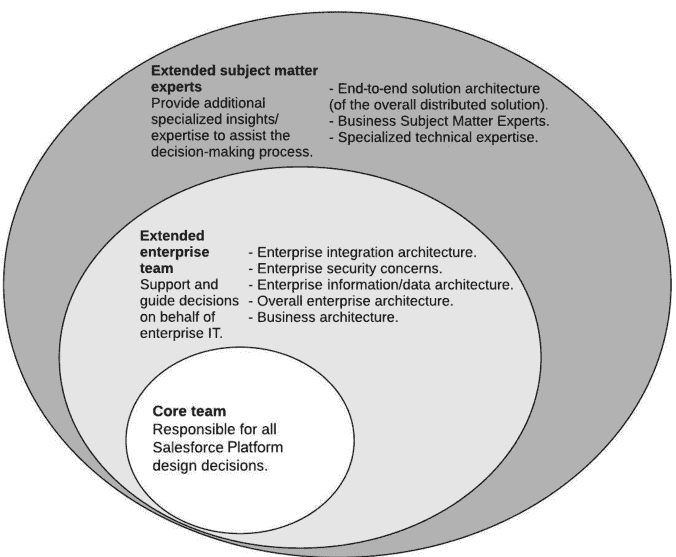 Extended subject matter
experts
Provide additional
specialized insights/
expertise to assist the
decision-making process.
- End-to-end solution architecture
(of the overall distributed solution).
- Business Subject Matter Experts.
- Specialized technical expertise.
Extended
enterprise
team
Support and
guide decisions
on behalf of
enterprise IT.
- Enterprise integration architecture.
- Enterprise security concerns.
- Enterprise information/data architecture.
- Overall enterprise architecture.
- Business architecture.
Core team
Responsible for all
Salesforce Platform
design decisions.